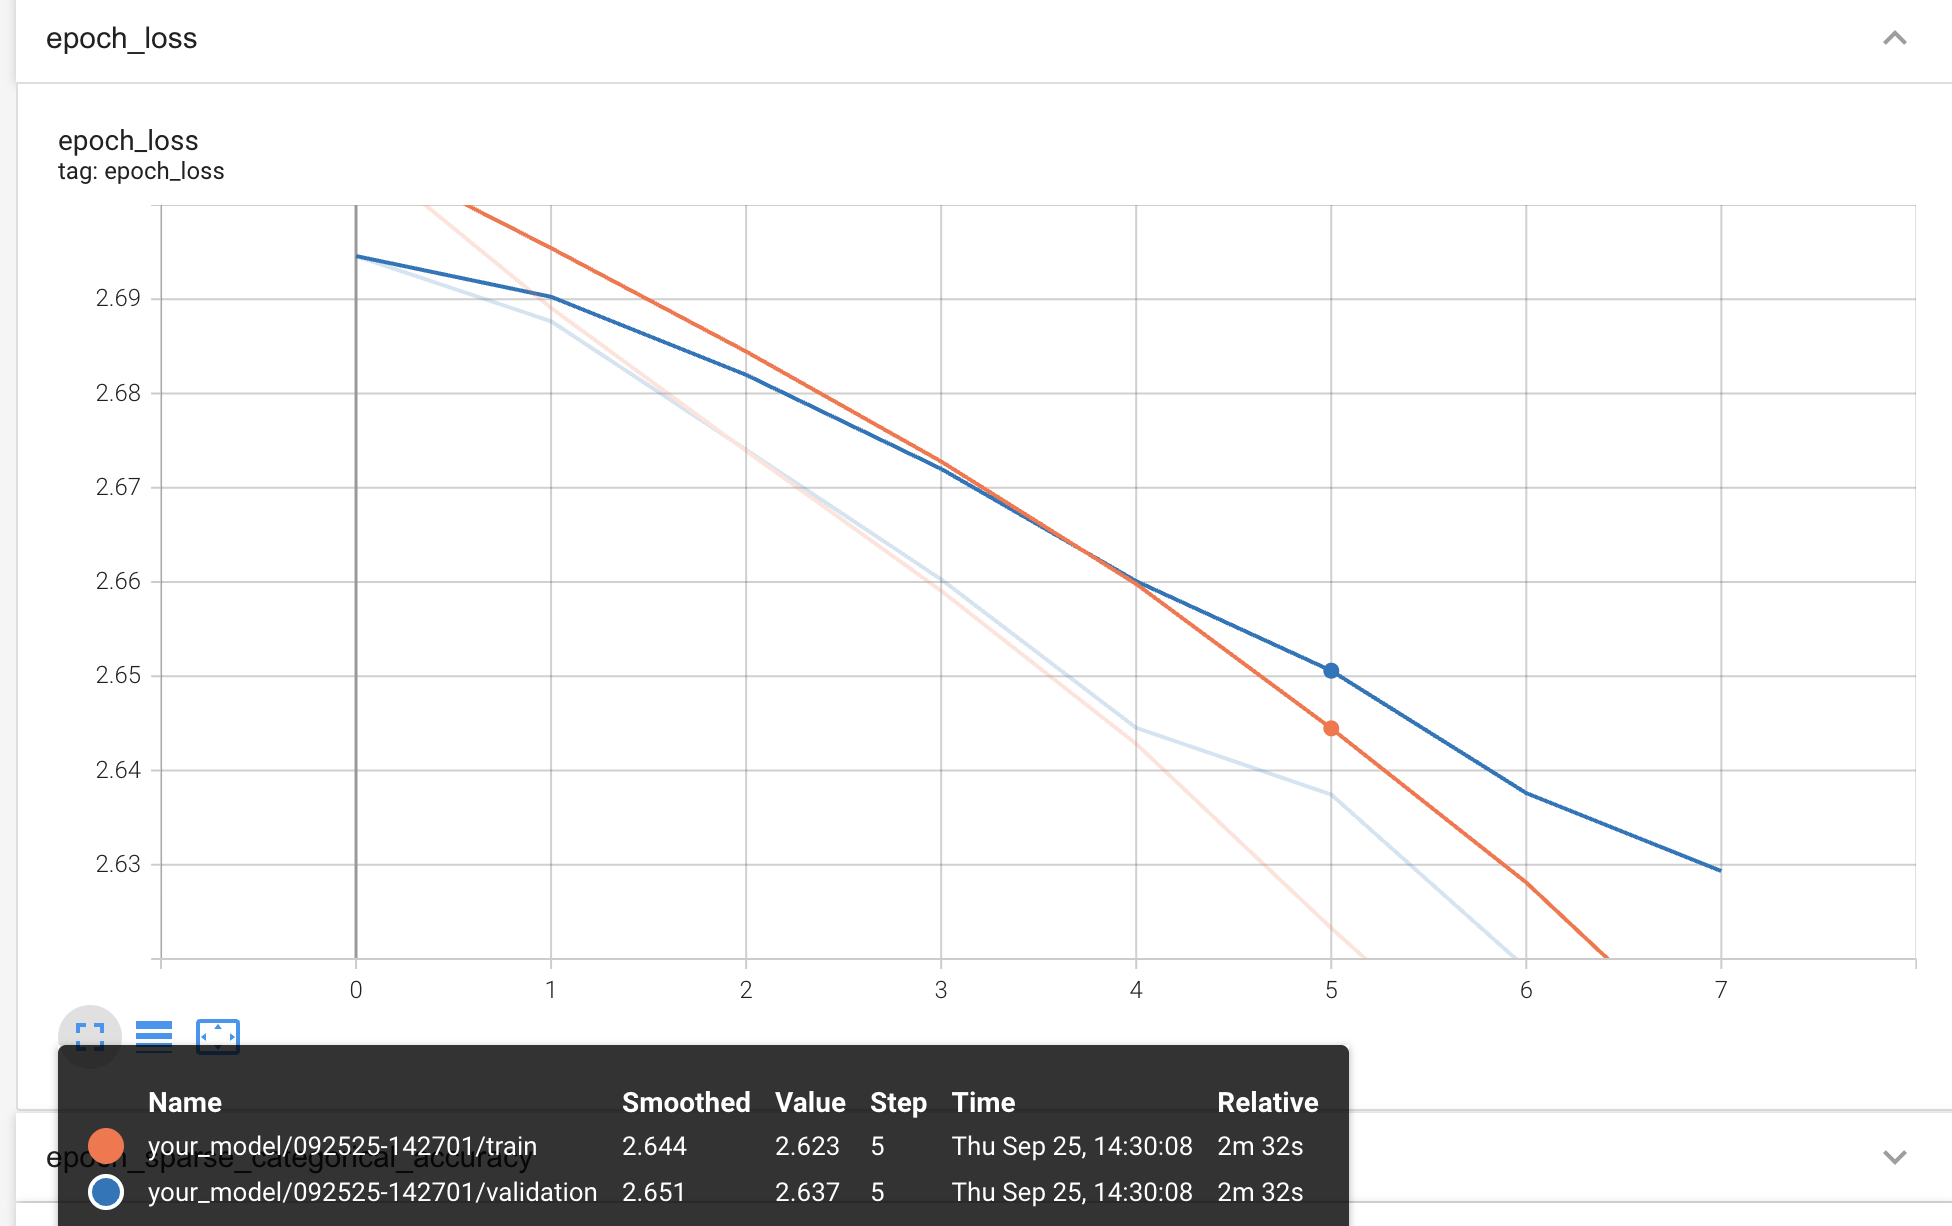 epoch_loss
epoch_loss
tag: epoch_loss
2.69
2.68
2.67
2.66
2.65
2.64
2.63
0 1 2 3 4 5 6 7
Name Smoothed Value Step Time Relative
your_model/092525-142701/train 2.644 2.623 5 Thu Sep 25, 14:30:08 2m 32s
epoch_sparse_categorical_accuracy
your_model/092525-142701/validation 2.651 2.637 5 Thu Sep 25, 14:30:08 2m 32s